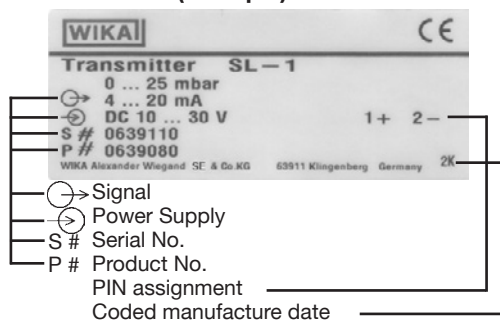 WIKA
CE
Transmitter SL-1
0 ... 25 mbar
4 ... 20 mA
DC 10 ... 30 V 1+ 2-
S # 0639110
P # 0639080
WIKA Alexander Wiegand SE & Co.KG 63911 Klingenberg Germany 2K
Signal
Power Supply
S # Serial No.
P # Product No.
PIN assignment
Coded manufacture date